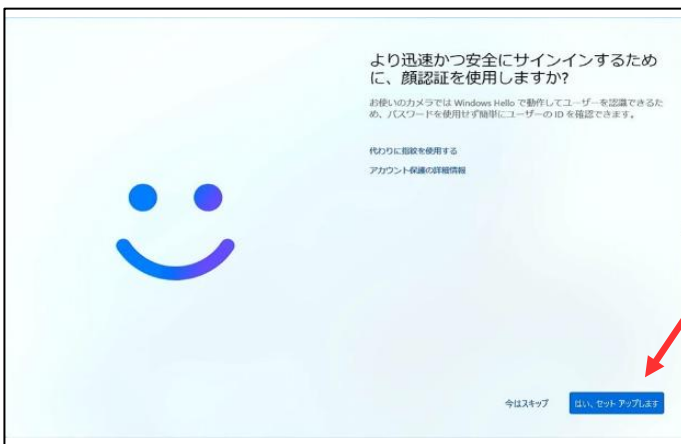 より迅速かつ安全にサインインするため
に、顔認証を使用しますか?
お使いのカメラでは Windows Hello で動作してユーザーを認識できるた
め、パスワードを使用せず簡単にユーザーの ID を確認できます。
代わりに指紋を使用する
アカウント保護の詳細情報
今はスキップ
はい、セット アップします